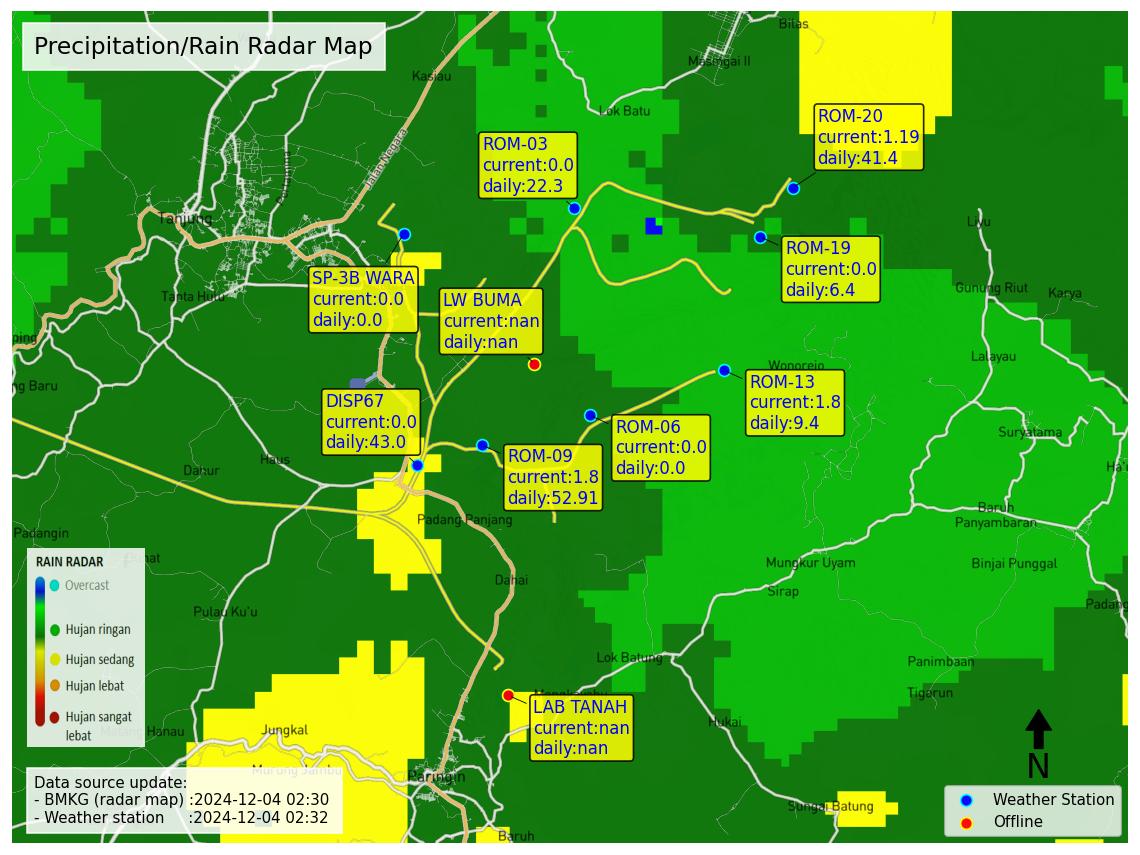 Precipitation/Rain Radar Map
Bitas
Masingai II
Kasiau
Lok Batu
Jalan Negara
ROM-20
current:1.19
daily:41.4
ROM-03
current:0.0
daily:22.3
Tanjung
Liyu
ROM-19
current:0.0
daily:6.4
SP-3B WARA
current:0.0
daily:0.0
LW BUMA
current:nan
daily:nan
Tanta Hulu
Gunung Riut
Karya
ping
Lalayau
Wonorejo
ng Baru
ROM-13
current:1.8
daily:9.4
DISP67
current:0.0
daily:43.0
ROM-06
current:0.0
daily:0.0
Suryatama
ROM-09
current:1.8
daily:52.91
Haus
Dahur
Ha'u
Baruh
Panyambaran
Padang Panjang
Padangin
Mungkur Uyam
Binjai Punggal
Dahai
Sirap
Padang
Pulau Ku'u
RAIN RADAR
Overcast
Hujan ringan
Hujan sedang
Hujan lebat
Hujan sangat
lebat
Lok Batung
Panimbaan
Tigarun
LAB TANAH
current:nan
daily:nan
Hukai
Jungkal
Manau
Murung Jambu
Paringin
N
Data source update:
- BMKG (radar map) :2024-12-04 02:30
- Weather station :2024-12-04 02:32
Sungai Batung
Baruh
Weather Station
Offline